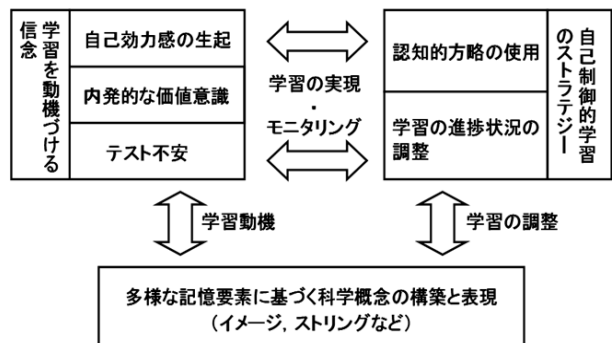 学習を動機づける
信念
自己効力感の生起
内発的な価値意識
テスト不安
学習の実現
・
モニタリング
認知的方略の使用
学習の進捗状況の
調整
自己制御的学習
のストラテジー
学習動機
学習の調整
多様な記憶要素に基づく科学概念の構築と表現
(イメージ, ストリングなど)